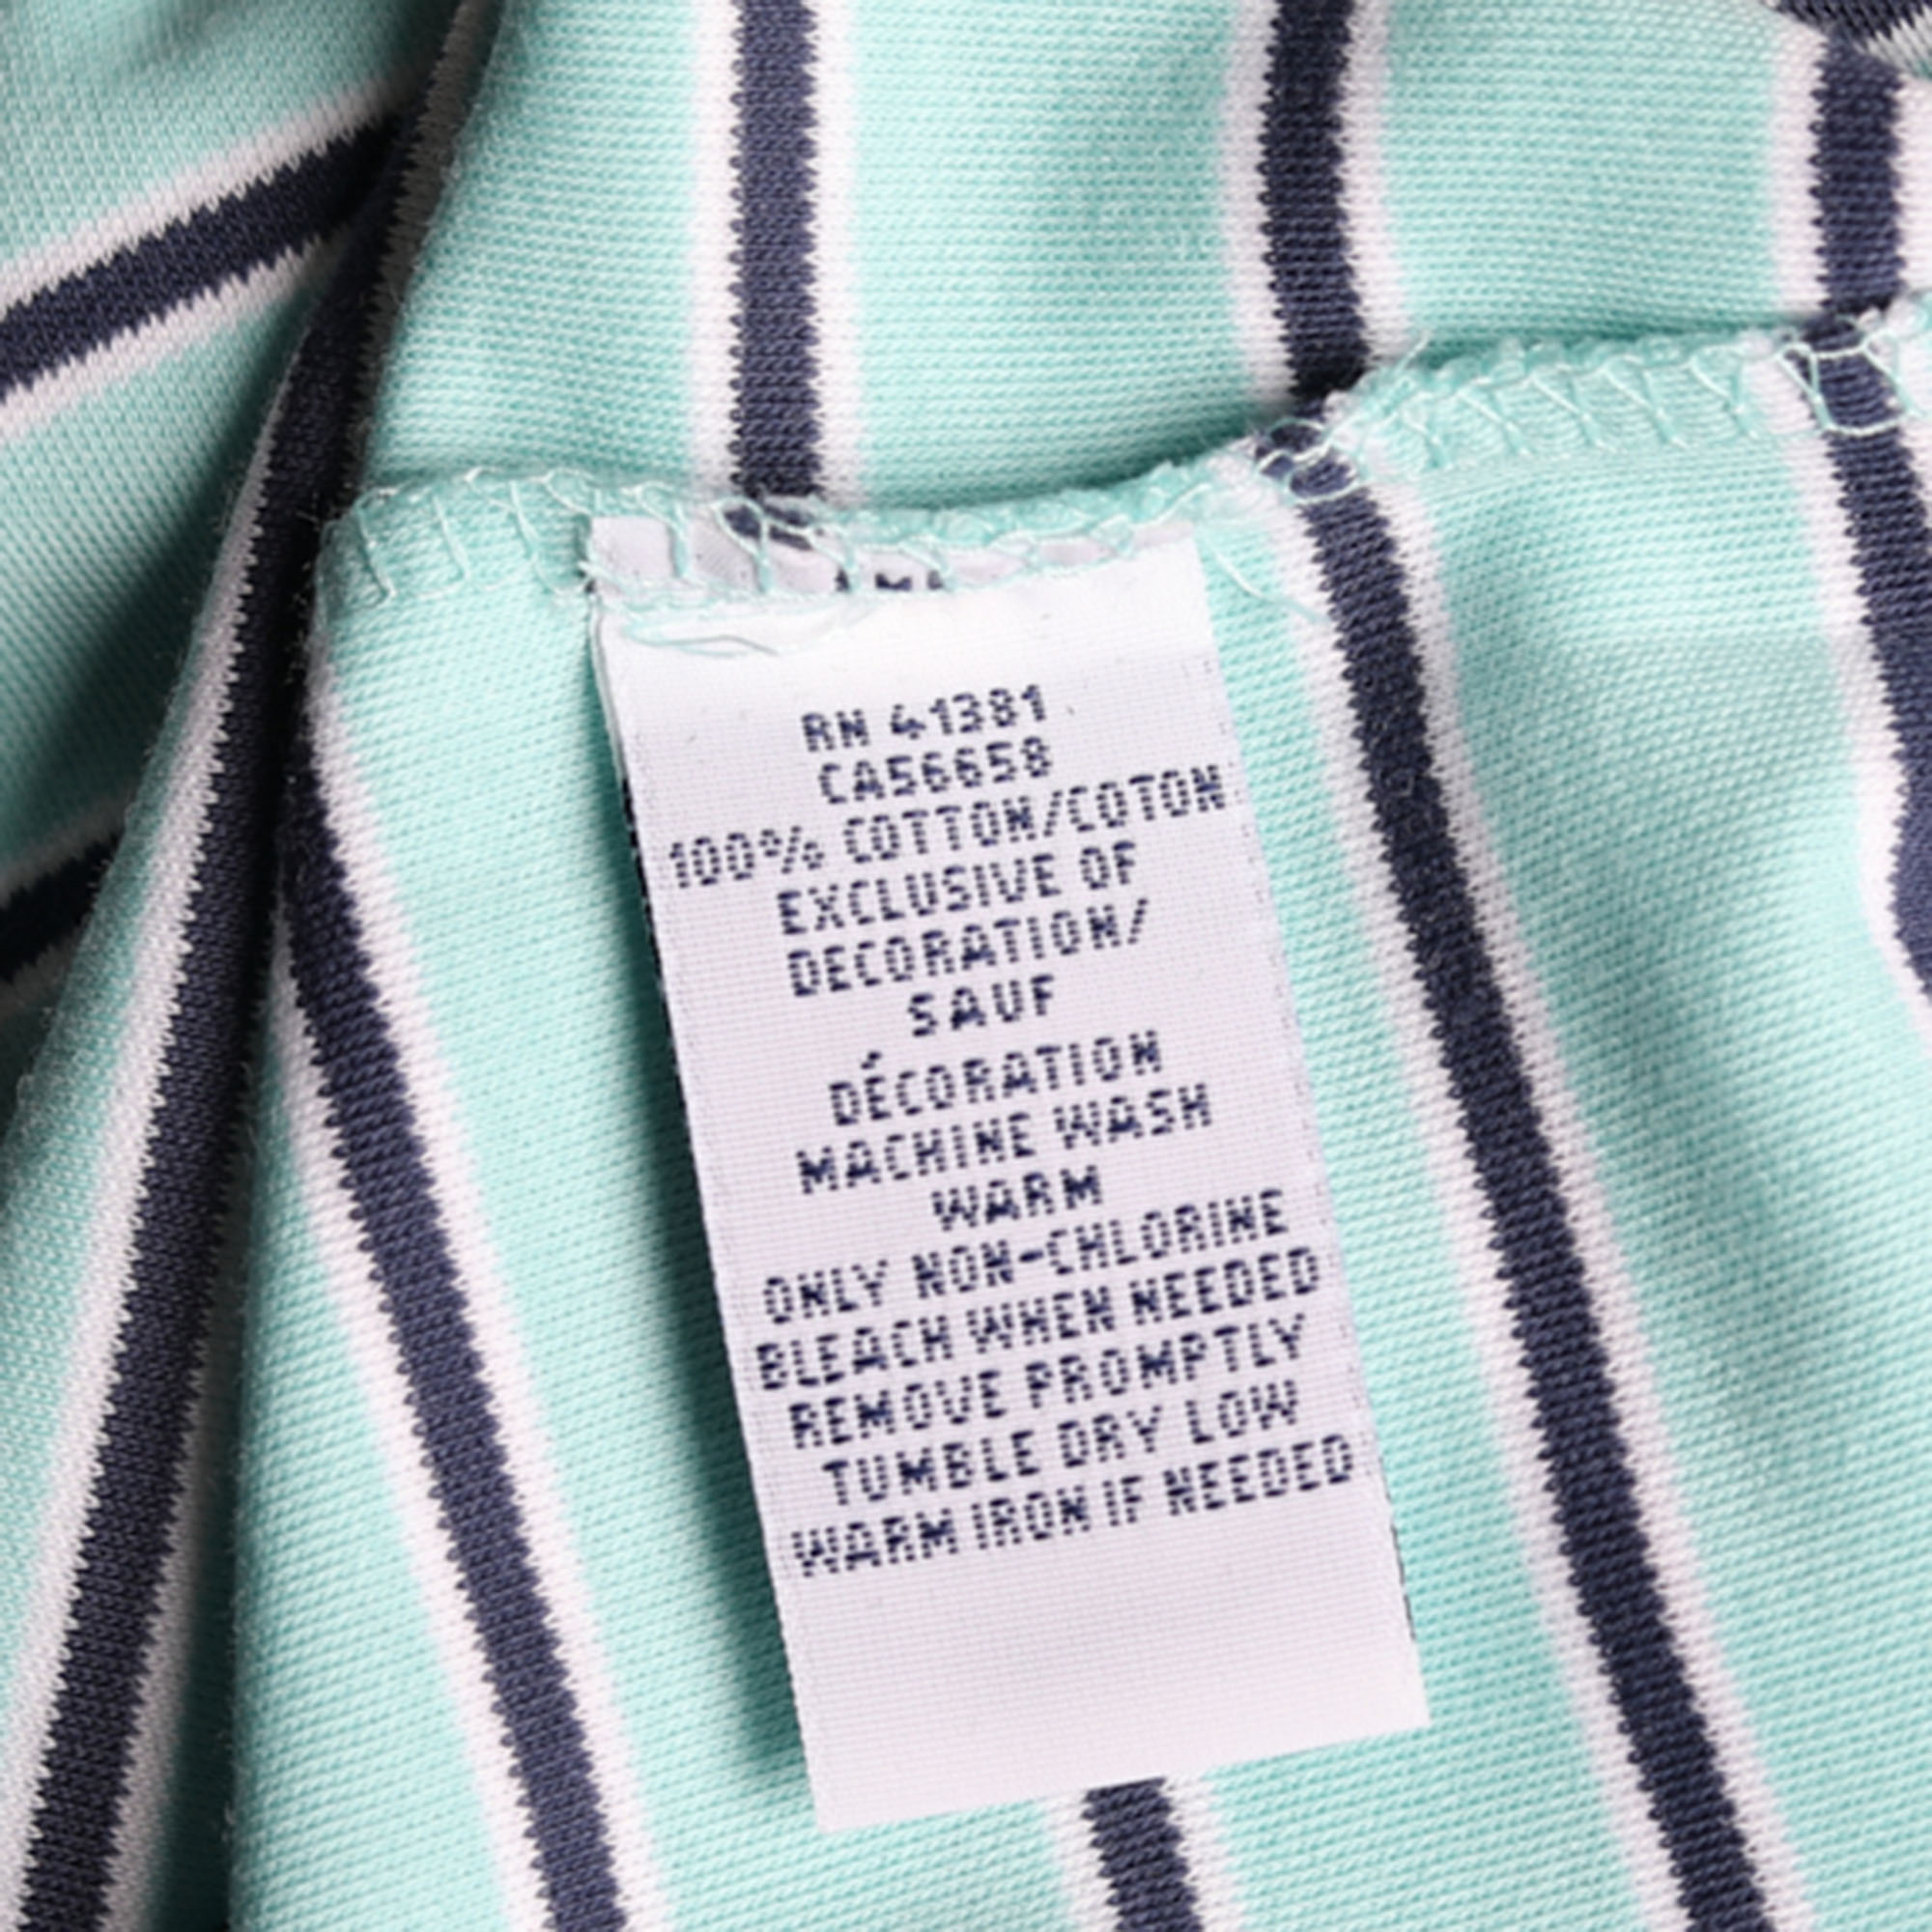 RN 41381
CA56658
100% COTTON/COTON
EXCLUSIVE OF
DECORATION/
SAUF
DÉCORATION
MACHINE WASH
WARM
ONLY NON-CHLORINE
BLEACH WHEN NEEDED
REMOVE PROMPTLY
TUMBLE DRY LOW
WARM IRON IF NEEDED